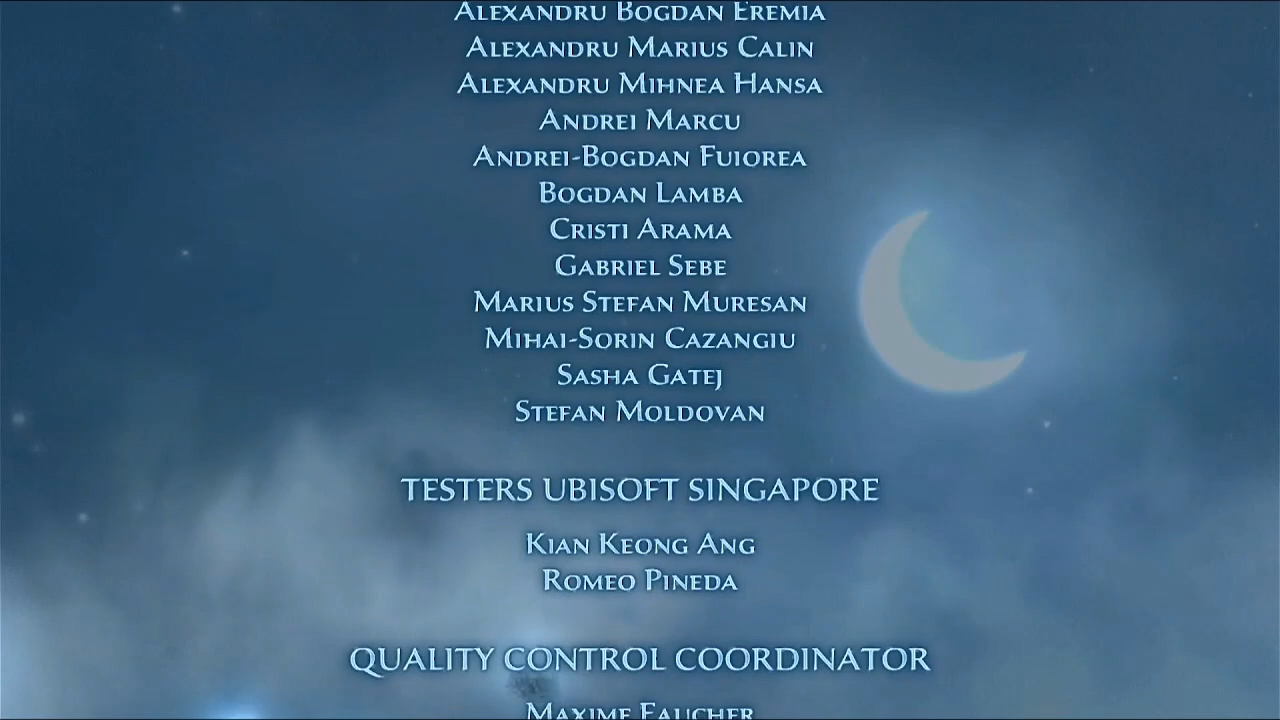 Alexandru Bogdan Eremia
Alexandru Marius Calin
Alexandru Mihnea Hansa
Andrei Marcu
Andrei-Bogdan Fuiorea
Bogdan Lamba
Cristi Arama
Gabriel Sebe
Marius Stefan Muresan
Mihai-Sorin Cazangiu
Sasha Gatej
Stefan Moldovan
TESTERS UBISOFT SINGAPORE
Kian Keong Ang
Romeo Pineda
QUALITY CONTROL COORDINATOR
Maxime Faucher